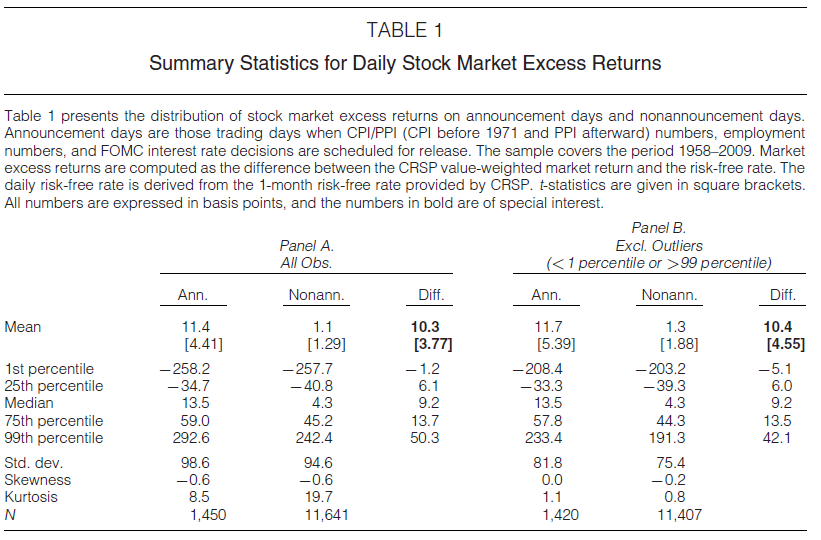 TABLE 1
Summary Statistics for Daily Stock Market Excess Returns
Table 1 presents the distribution of stock market excess returns on announcement days and nonannouncement days.
Announcement days are those trading days when CPI/PPI (CPI before 1971 and PPI afterward) numbers, employment
numbers, and FOMC interest rate decisions are scheduled for release. The sample covers the period 1958–2009. Market
excess returns are computed as the difference between the CRSP value-weighted market return and the risk-free rate. The
daily risk-free rate is derived from the 1-month risk-free rate provided by CRSP. t-statistics are given in square brackets.
All numbers are expressed in basis points, and the numbers in bold are of special interest.
Panel B.
Panel A. Excl. Outliers
All Obs. (<1 percentile or >99 percentile)
Ann. Nonann. Diff. Ann. Nonann. Diff.
Mean 11.4 1.1 10.3 11.7 1.3 10.4
[4.41] [1.29] [3.77] [5.39] [1.88] [4.55]
1st percentile −258.2 −257.7 −1.2 −208.4 −203.2 −5.1
25th percentile −34.7 −40.8 6.1 −33.3 −39.3 6.0
Median 13.5 4.3 9.2 13.5 4.3 9.2
75th percentile 59.0 45.2 13.7 57.8 44.3 13.5
99th percentile 292.6 242.4 50.3 233.4 191.3 42.1
Std. dev. 98.6 94.6 81.8 75.4
Skewness −0.6 −0.6 0.0 −0.2
Kurtosis 8.5 19.7 1.1 0.8
N 1,450 11,641 1,420 11,407